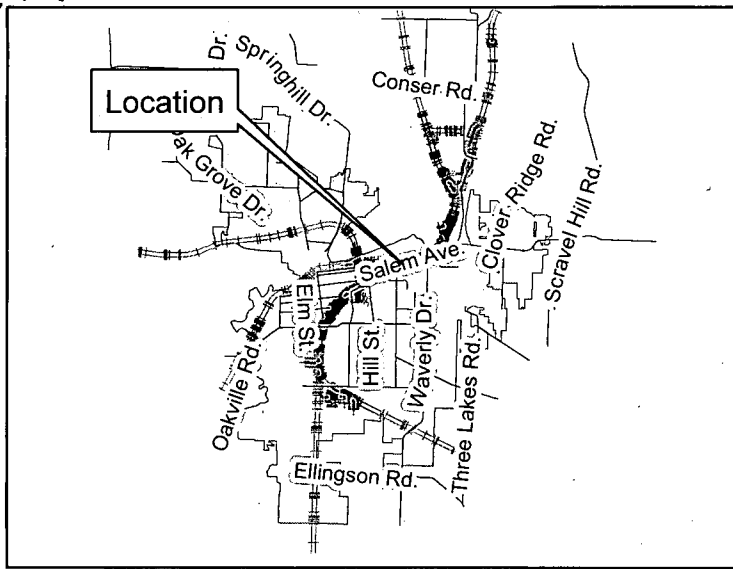 Dr.
Springhill Dr.
Conser Rd.
Location
Oak Grove Dr.
Clover Ridge Rd.
Scravel Hill Rd.
Salem Ave.
Elm St.
Hill St.
Waverly Dr.
Oakville Rd.
Three Lakes Rd.
Ellingson Rd.